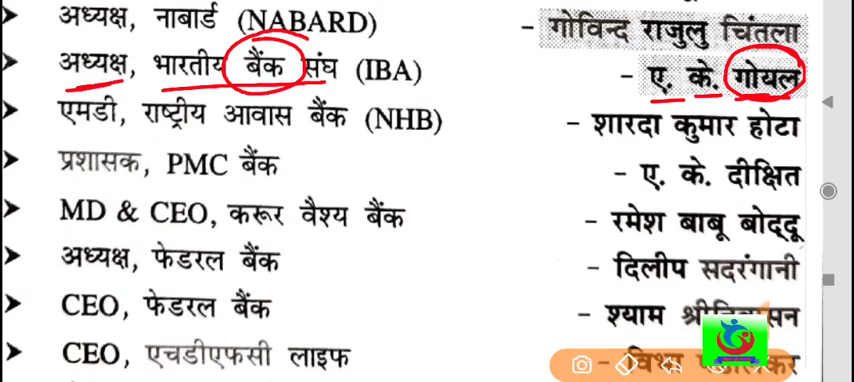 अध्यक्ष, नाबार्ड (NABARD) - गोविन्द राजुलु चिंतला
अध्यक्ष, भारतीय बैंक संघ (IBA) - ए. के. गोयल
एमडी, राष्ट्रीय आवास बैंक (NHB) - शारदा कुमार होटा
प्रशासक, PMC बैंक - ए. के. दीक्षित
MD & CEO, करूर वैश्य बैंक - रमेश बाबू बोद्दू
अध्यक्ष, फेडरल बैंक - दिलीप सदरंगानी
CEO, फेडरल बैंक - श्याम
CEO, एचडीएफसी लाइफ -